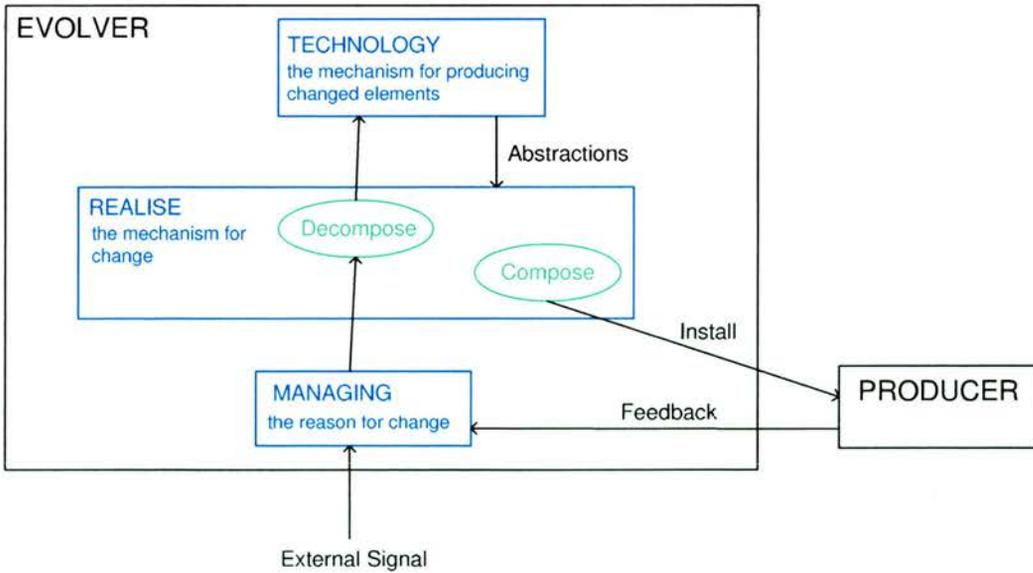 EVOLVER
TECHNOLOGY
the mechanism for producing
changed elements
Abstractions
REALISE
the mechanism for
change
Decompose
Compose
Install
MANAGING
the reason for change
Feedback
PRODUCER
External Signal